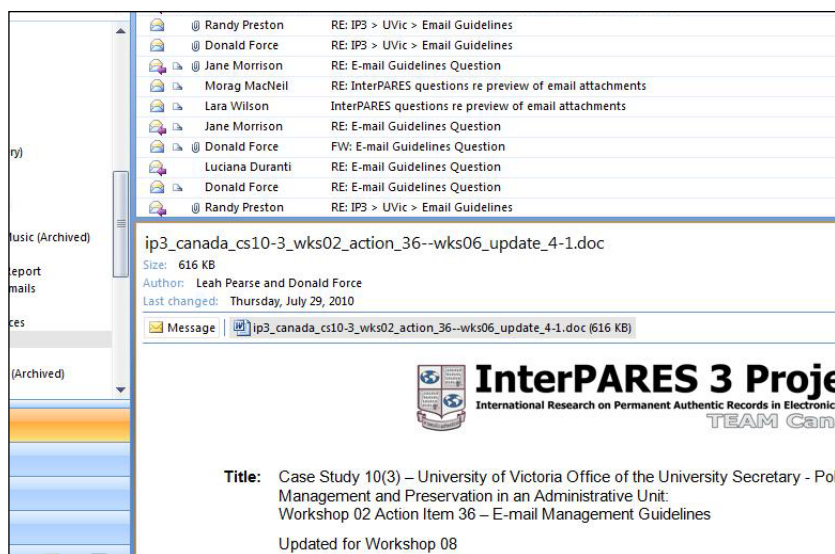 Randy Preston RE: IP3 > UVic > Email Guidelines
Donald Force RE: IP3 > UVic > Email Guidelines
Jane Morrison RE: E-mail Guidelines Question
Morag MacNeil RE: InterPARES questions re preview of email attachments
Lara Wilson InterPARES questions re preview of email attachments
Jane Morrison RE: E-mail Guidelines Question
Donald Force FW: E-mail Guidelines Question
Luciana Duranti RE: E-mail Guidelines Question
Donald Force RE: E-mail Guidelines Question
Randy Preston RE: IP3 > UVic > Email Guidelines
ry)
Music (Archived)
Report
mails
ces
(Archived)
ip3_canada_cs10-3_wks02_action_36--wks06_update_4-1.doc
Size: 616 KB
Author: Leah Pearse and Donald Force
Last changed: Thursday, July 29, 2010
Message ip3_canada_cs10-3_wks02_action_36--wks06_update_4-1.doc (616 KB)
InterPARES 3 Proje
International Research on Permanent Authentic Records in Electronic
TEAM Can
Title: Case Study 10(3) – University of Victoria Office of the University Secretary - Pol
Management and Preservation in an Administrative Unit:
Workshop 02 Action Item 36 – E-mail Management Guidelines
Updated for Workshop 08